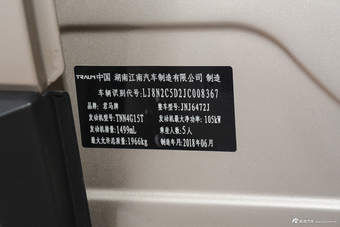 TRAUM 中国 湖南江南汽车制造有限公司 制造
车辆识别代号:LJ8N2C5D2JC008367
品牌:君马牌 整车型号:JNJ6472J
发动机型号:TNN4G15T 发动机最大净功率:105kW
发动机排量:1499mL 乘坐人数:5人
最大允许总质量:1966kg 制造年月:2018年06月